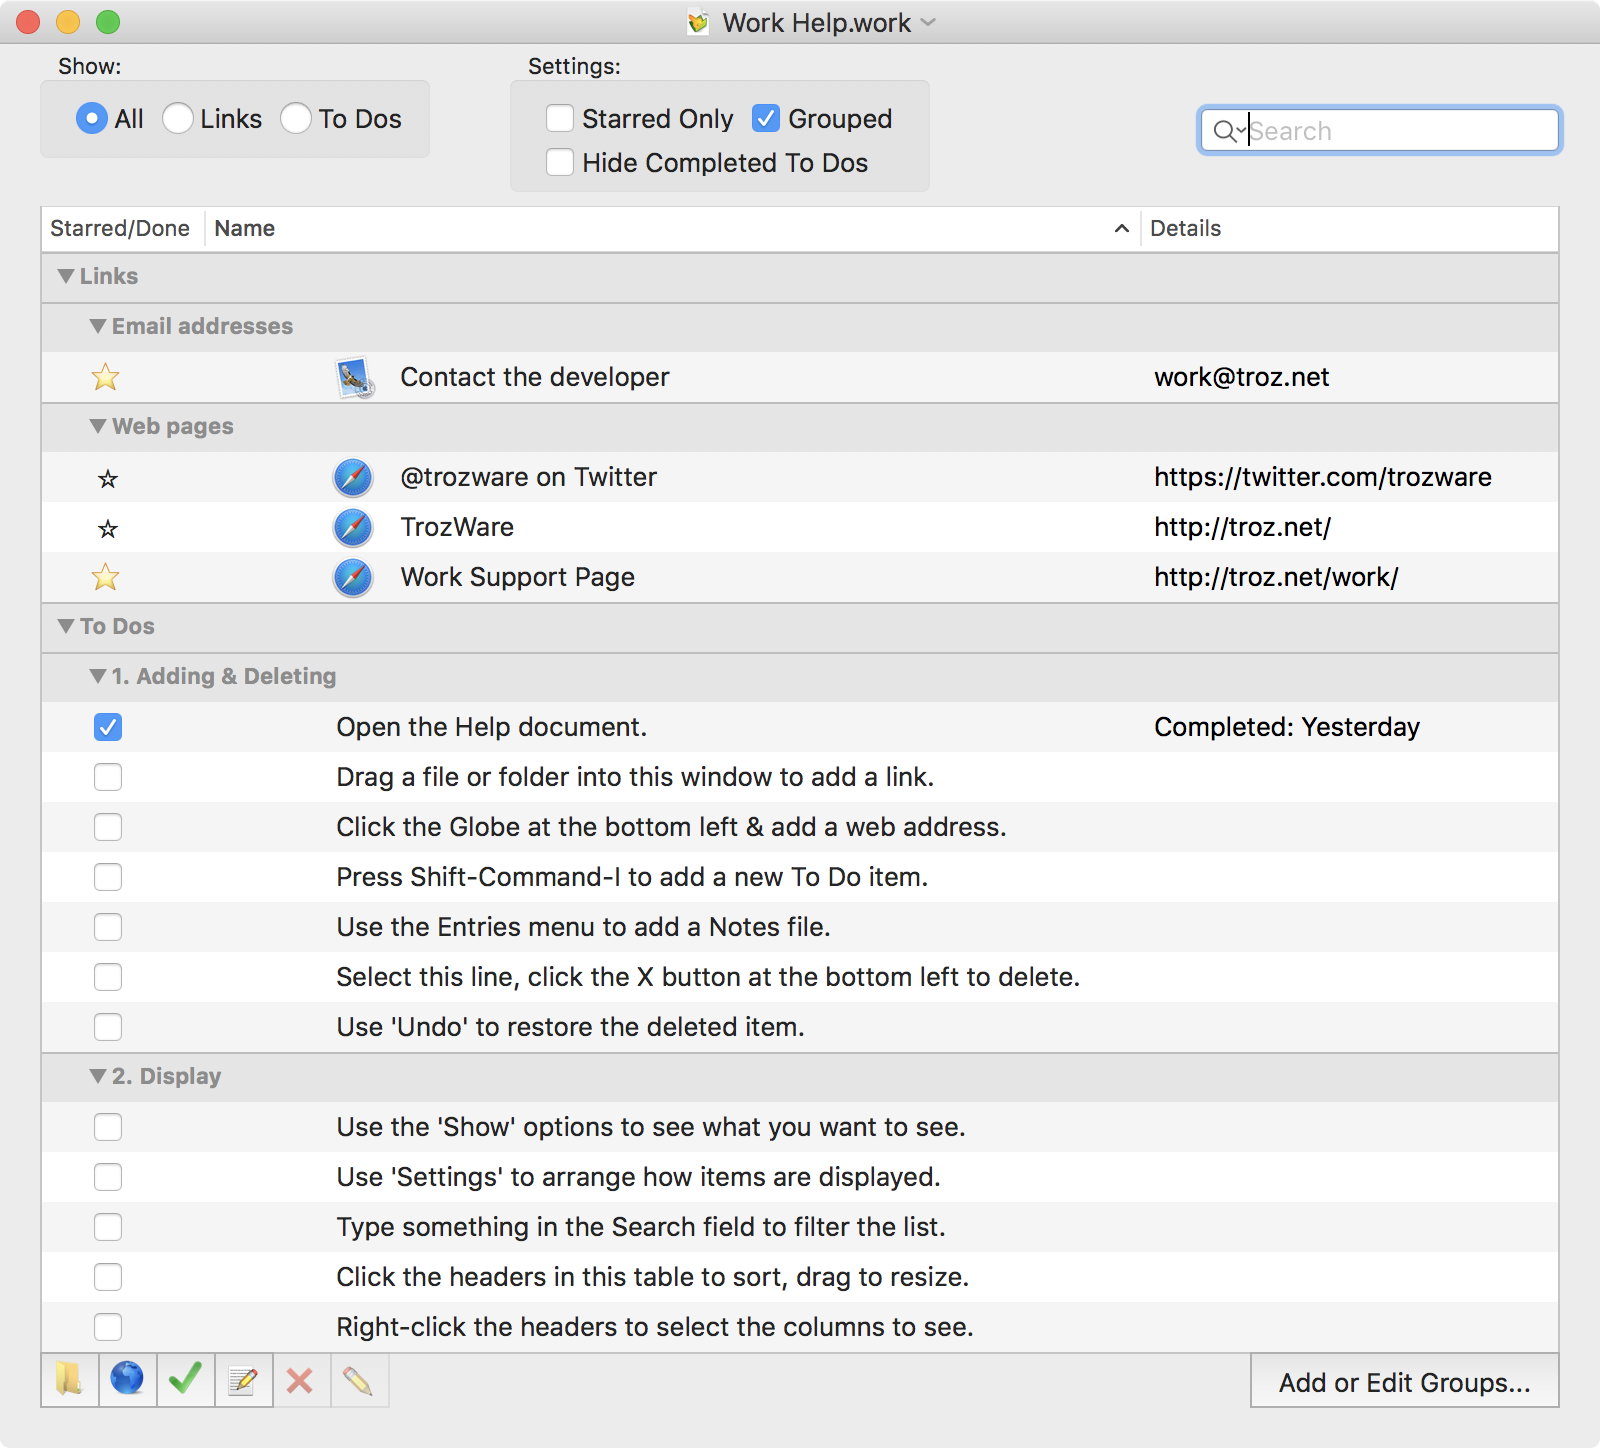 Work Help.work
Show:
Settings:
All Links To Dos
Starred Only Grouped
Search
Hide Completed To Dos
Starred/Done Name Details
Links
Email addresses
Contact the developer work@troz.net
Web pages
@trozware on Twitter https://twitter.com/trozware
TrozWare http://troz.net/
Work Support Page http://troz.net/work/
To Dos
1. Adding & Deleting
Open the Help document. Completed: Yesterday
Drag a file or folder into this window to add a link.
Click the Globe at the bottom left & add a web address.
Press Shift-Command-I to add a new To Do item.
Use the Entries menu to add a Notes file.
Select this line, click the X button at the bottom left to delete.
Use 'Undo' to restore the deleted item.
2. Display
Use the 'Show' options to see what you want to see.
Use 'Settings' to arrange how items are displayed.
Type something in the Search field to filter the list.
Click the headers in this table to sort, drag to resize.
Right-click the headers to select the columns to see.
Add or Edit Groups...